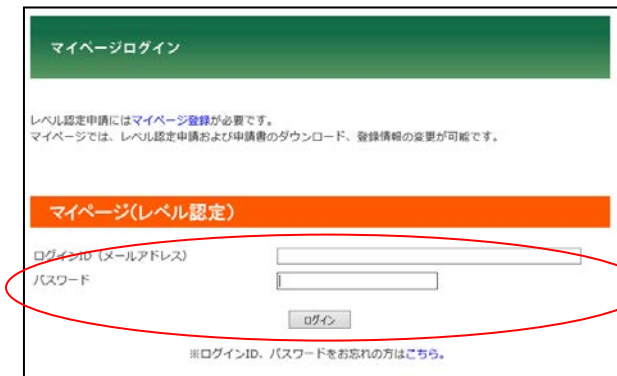 マイページログイン
レベル認定申請にはマイページ登録が必要です。
マイページでは、レベル認定申請および申請書のダウンロード、登録情報の変更が可能です。
マイページ(レベル認定)
ログインID（メールアドレス）
パスワード
ログイン
※ログインID、パスワードをお忘れの方はこちら。